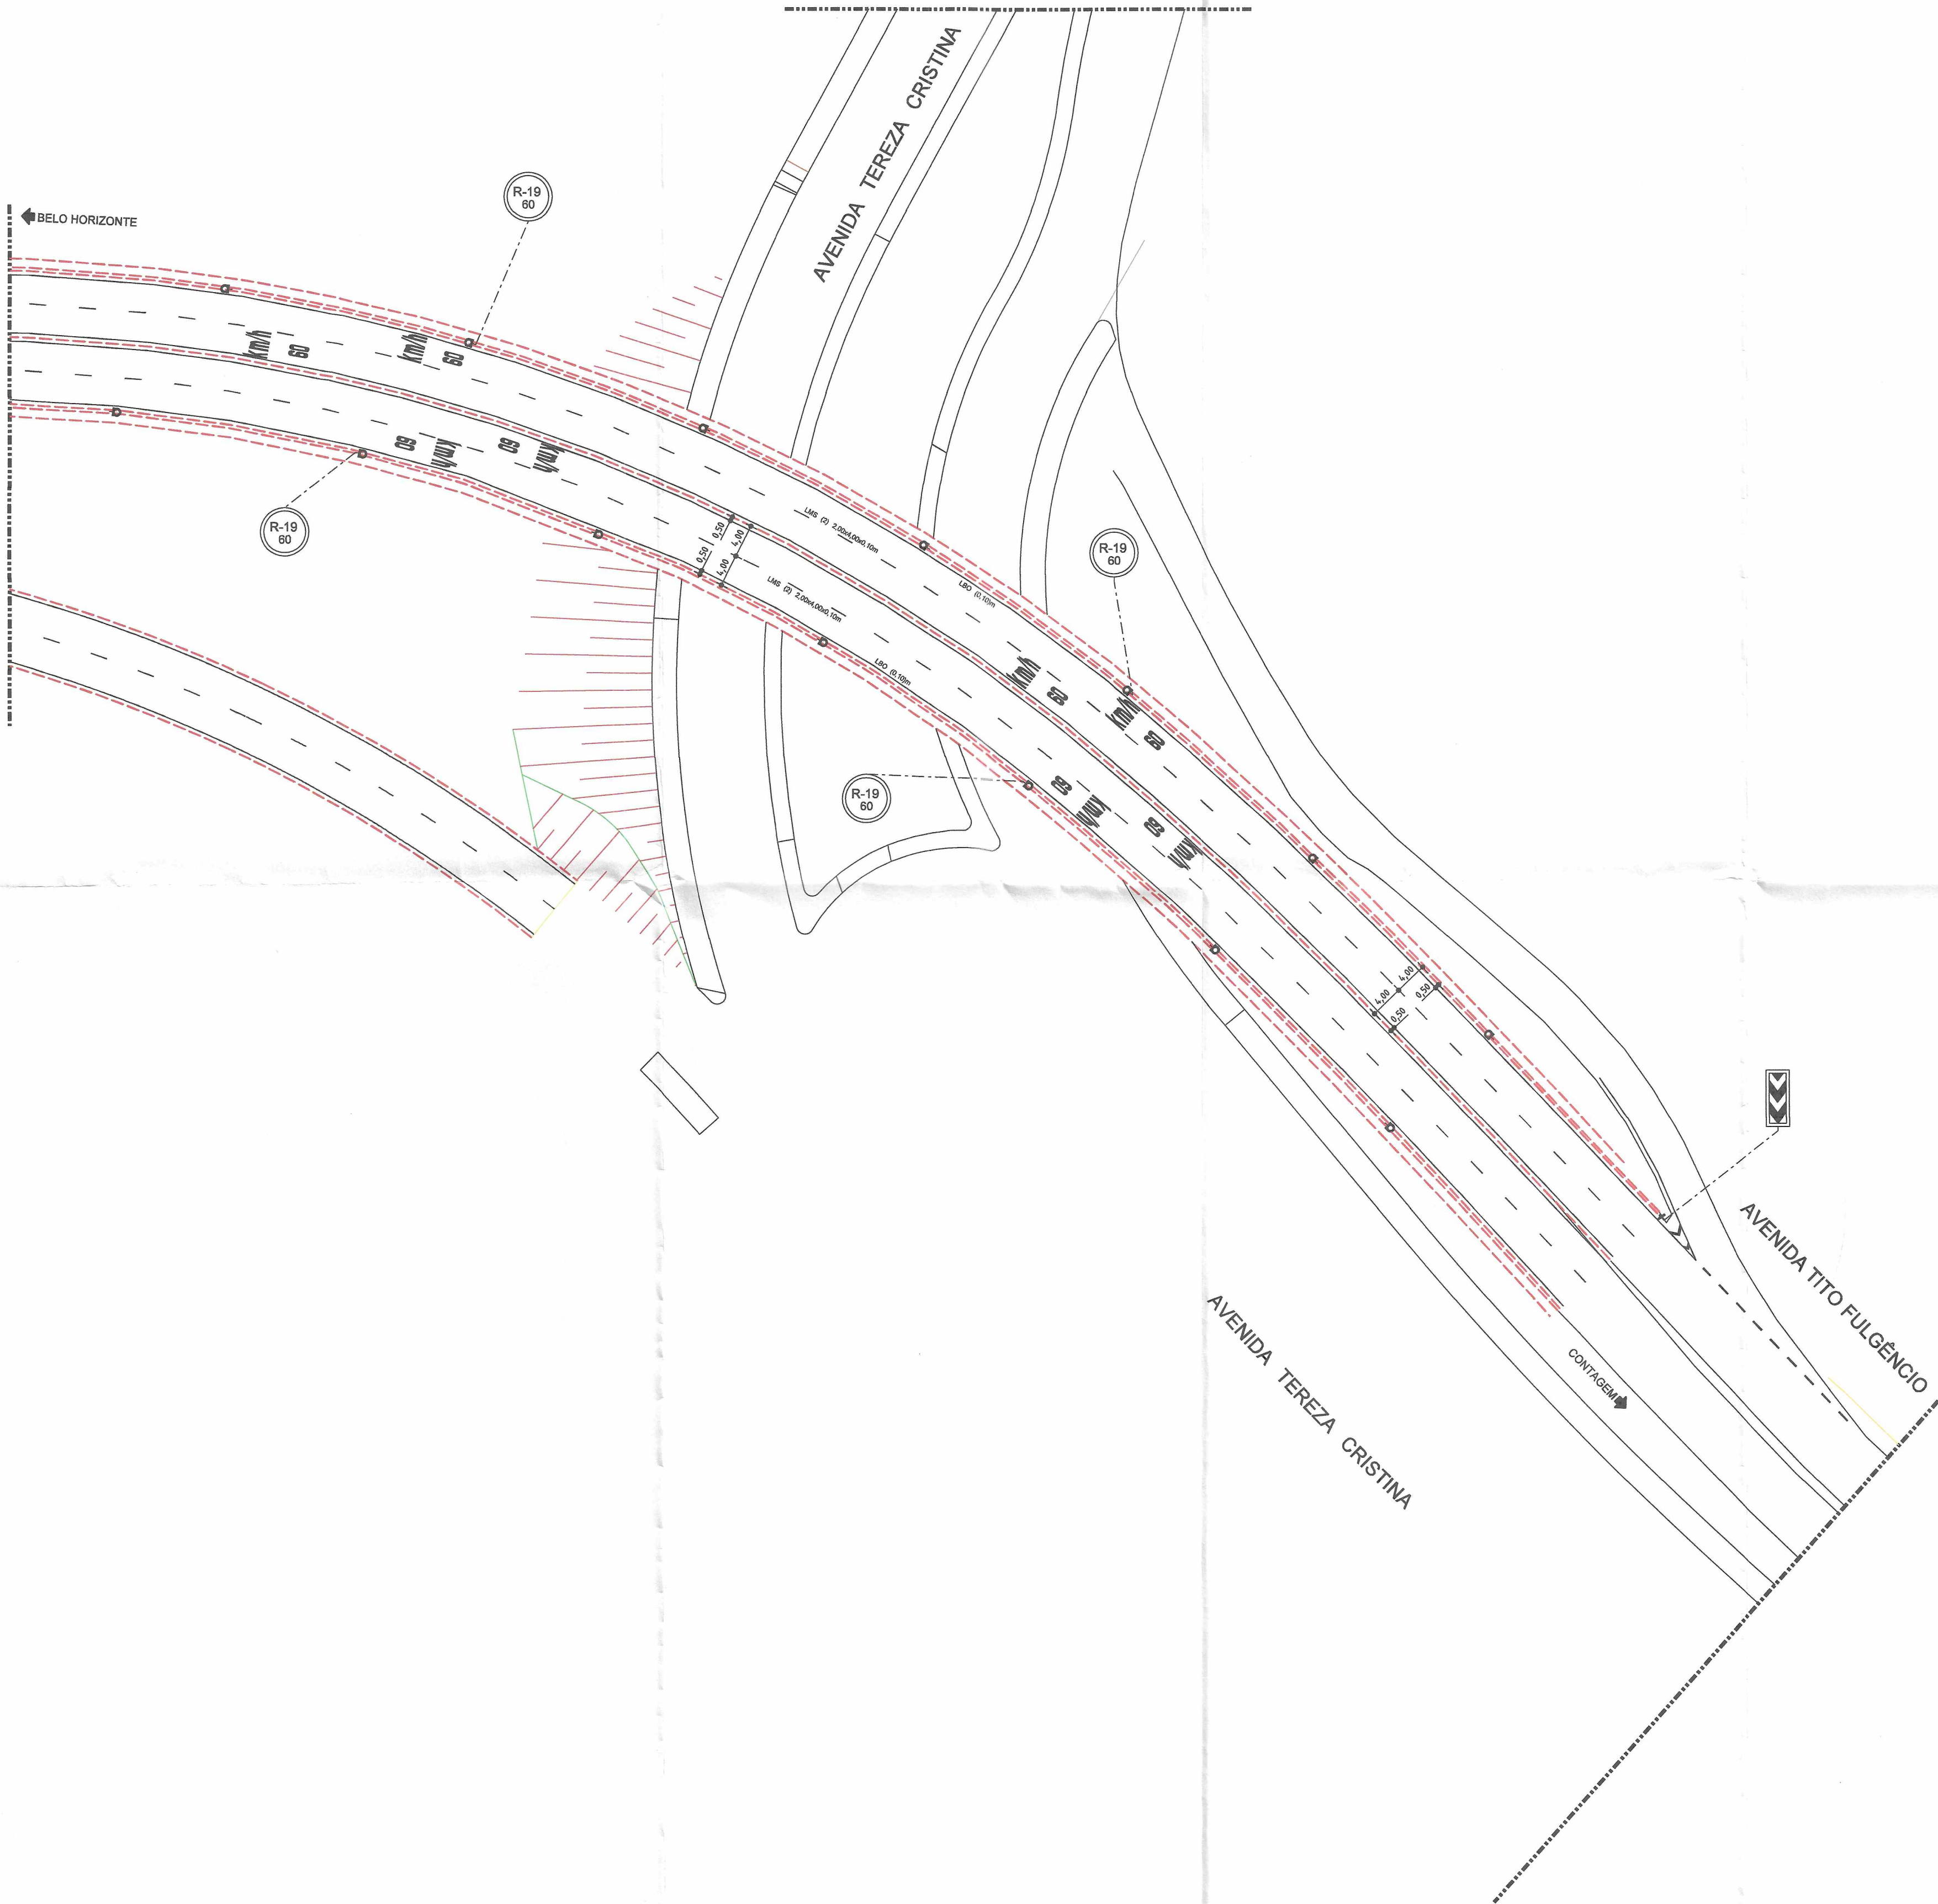 AVENIDA TEREZA CRISTINA
R-19
60
BELO HORIZONTE
km/h
60
km/h
60
60
km/h
60
km/h
R-19
60
0,50
4,00
0,50
4,00
LMS (2) 2,00x4,00x0,10m
LMS (2) 2,00x4,00x0,10m
LBO (0,10)m
LBO (0,10)m
R-19
60
km/h
60
km/h
60
R-19
60
60
km/h
60
km/h
4,00
4,00
0,50
0,50
AVENIDA TITO FULGÊNCIO
AVENIDA TEREZA CRISTINA
CONTAGEM